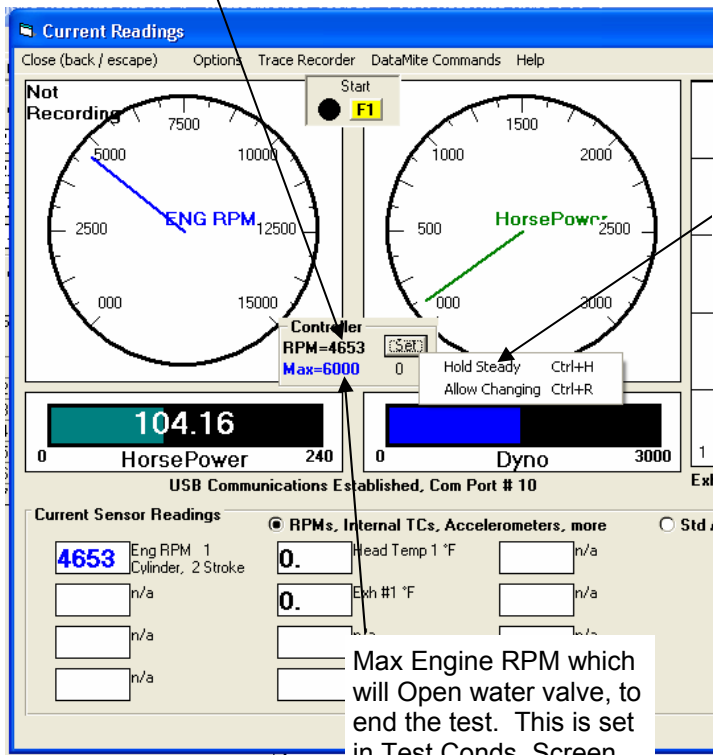 Current Readings
Close (back / escape) Options Trace Recorder DataMite Commands Help
Not
Recording
Start
F1
7500
5000
10000
2500
ENG RPM
12500
000
15000
1500
1000
2000
500
HorsePower
2500
000
3000
Controller
RPM=4653 Set
Max=6000 0
Hold Steady Ctrl+H
Allow Changing Ctrl+R
104.16
0 HorsePower 240
0 Dyno 3000
1
USB Communications Established, Com Port # 10
Current Sensor Readings
RPMs, Internal TCs, Accelerometers, more
Std
4653 Eng RPM 1
Cylinder, 2 Stroke
0. Head Temp 1 °F
n/a
n/a
0. Exh #1 °F
n/a
n/a
n/a
n/a
n/a
Max Engine RPM which
will Open water valve, to
end the test. This is set
in Test Conds. Screen